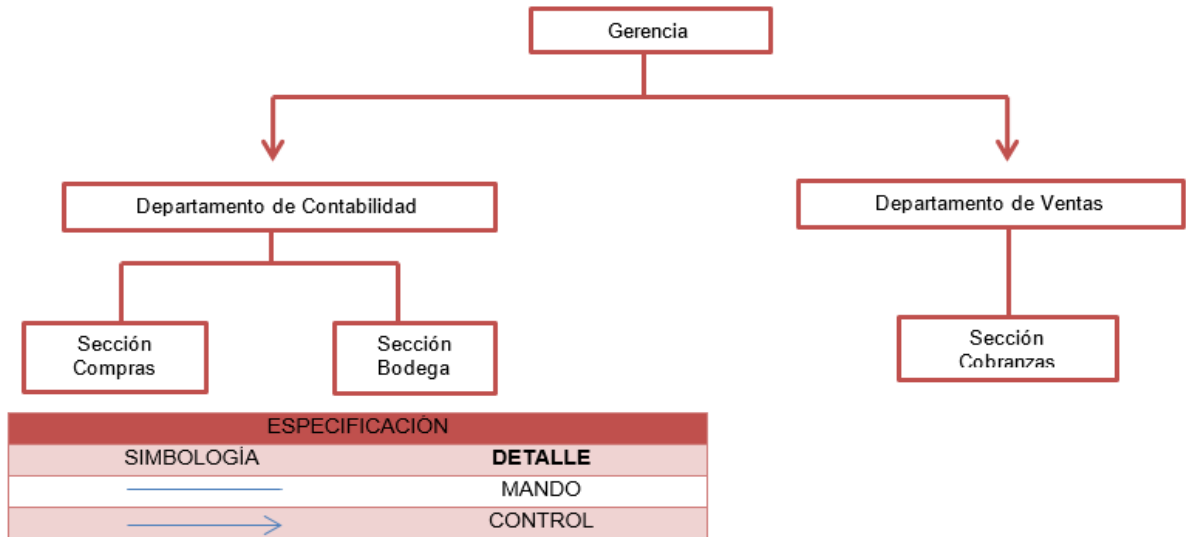 Gerencia
Departamento de Contabilidad
Departamento de Ventas
Sección
Compras
Sección
Bodega
Sección
Cobranzas
ESPECIFICACIÓN
SIMBOLOGÍA
DETALLE
MANDO
CONTROL